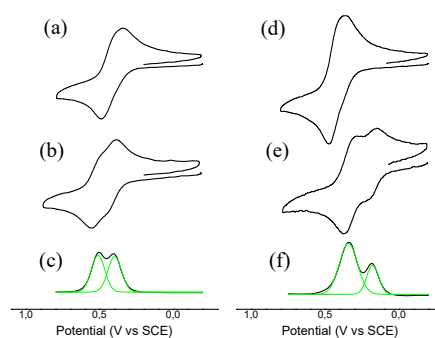 (a)
(d)
(b)
(e)
(c)
(f)
1,0 0,5 0,0
1,0 0,5 0,0
Potential (V vs SCE)
Potential (V vs SCE)